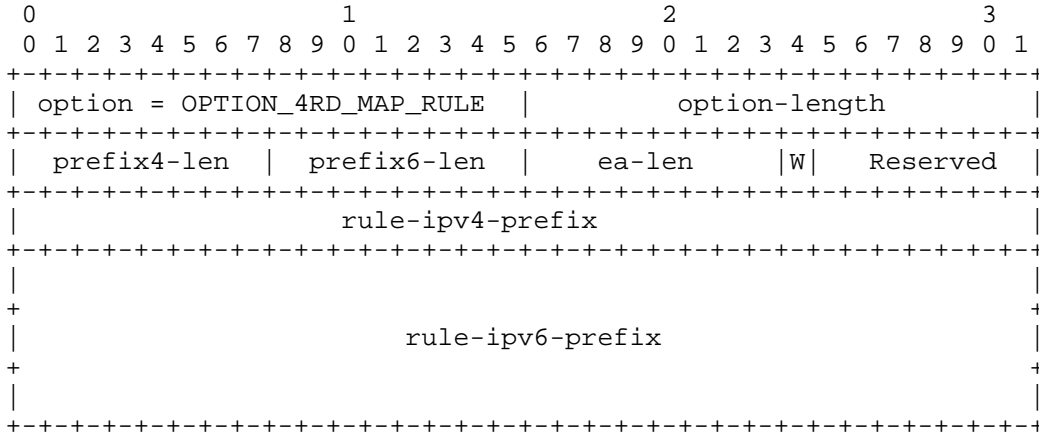 0                   1                   2                   3
0 1 2 3 4 5 6 7 8 9 0 1 2 3 4 5 6 7 8 9 0 1 2 3 4 5 6 7 8 9 0 1
+-+-+-+-+-+-+-+-+-+-+-+-+-+-+-+-+-+-+-+-+-+-+-+-+-+-+-+-+-+-+-+-+
| option = OPTION_4RD_MAP_RULE  |         option-length         |
+-+-+-+-+-+-+-+-+-+-+-+-+-+-+-+-+-+-+-+-+-+-+-+-+-+-+-+-+-+-+-+-+
|  prefix4-len  |  prefix6-len  |    ea-len     |W|   Reserved  |
+-+-+-+-+-+-+-+-+-+-+-+-+-+-+-+-+-+-+-+-+-+-+-+-+-+-+-+-+-+-+-+-+
|                    rule-ipv4-prefix                           |
+-+-+-+-+-+-+-+-+-+-+-+-+-+-+-+-+-+-+-+-+-+-+-+-+-+-+-+-+-+-+-+-+
|                                                               |
+                                                               +
|                        rule-ipv6-prefix                       |
+                                                               +
|                                                               |
+-+-+-+-+-+-+-+-+-+-+-+-+-+-+-+-+-+-+-+-+-+-+-+-+-+-+-+-+-+-+-+-+